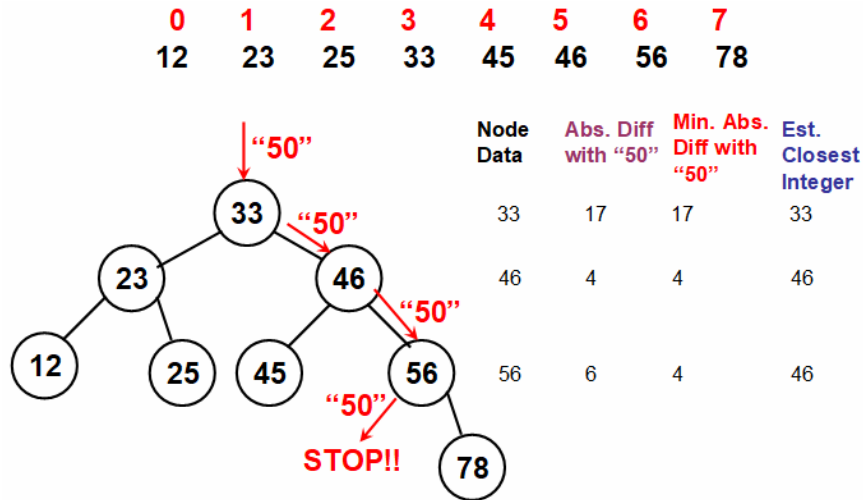 0 1 2 3 4 5 6 7
12 23 25 33 45 46 56 78
Node Data
Abs. Diff with “50”
Min. Abs. Diff with “50”
Est. Closest Integer
33 17 17 33
46 4 4 46
56 6 4 46
“50”
33
“50”
23
46
“50”
12
25
45
56
“50”
STOP!!
78